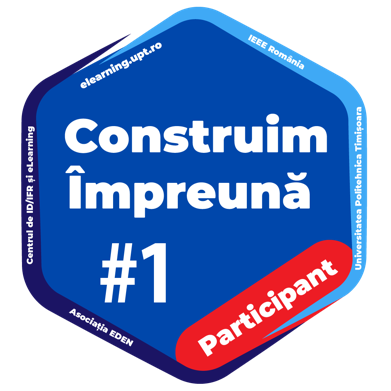 elearning.upt.ro
IEEE România
Construim
Împreună
#1
Participant
Centrul de ID/IFR și eLearning
Universitatea Politehnica Timișoara
Asociația EDEN